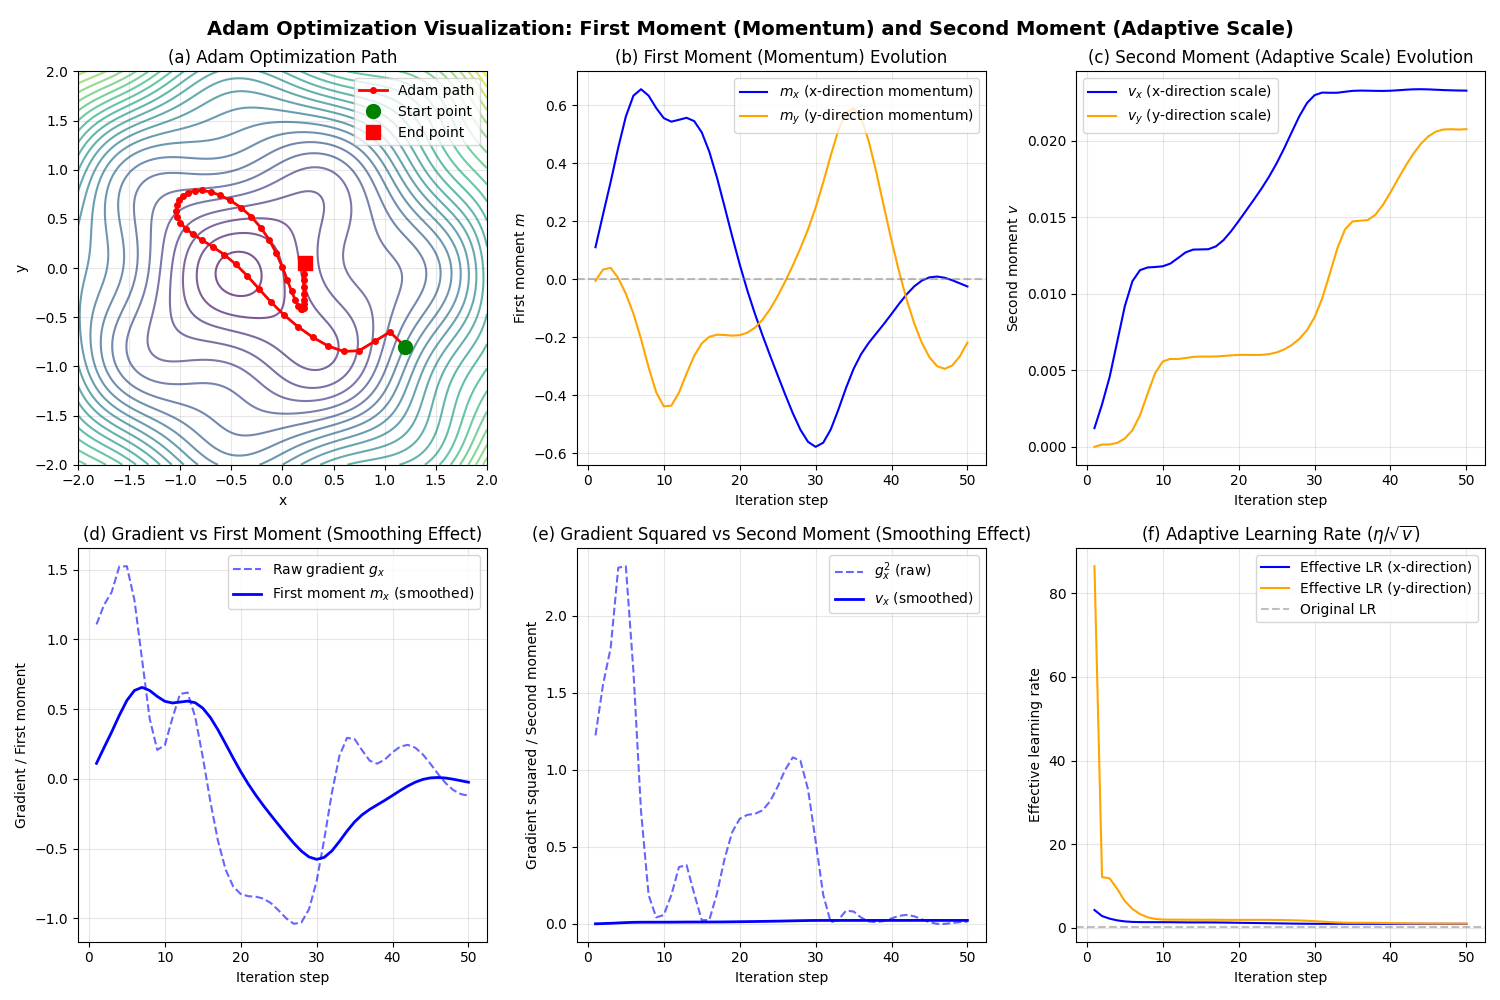 Adam Optimization Visualization: First Moment (Momentum) and Second Moment (Adaptive Scale)
(a) Adam Optimization Path
Adam path
Start point
End point
2.0
1.5
1.0
0.5
0.0
−0.5
−1.0
−1.5
−2.0
y
−2.0 −1.5 −1.0 −0.5 0.0 0.5 1.0 1.5 2.0
x
(b) First Moment (Momentum) Evolution
m_x (x-direction momentum)
m_y (y-direction momentum)
0.6
0.4
0.2
0.0
−0.2
−0.4
−0.6
First moment m
0 10 20 30 40 50
Iteration step
(c) Second Moment (Adaptive Scale) Evolution
v_x (x-direction scale)
v_y (y-direction scale)
0.020
0.015
0.010
0.005
0.000
Second moment v
0 10 20 30 40 50
Iteration step
(d) Gradient vs First Moment (Smoothing Effect)
Raw gradient g_x
First moment m_x (smoothed)
1.5
1.0
0.5
0.0
−0.5
−1.0
Gradient / First moment
0 10 20 30 40 50
Iteration step
(e) Gradient Squared vs Second Moment (Smoothing Effect)
g_x^2 (raw)
v_x (smoothed)
2.0
1.5
1.0
0.5
0.0
Gradient squared / Second moment
0 10 20 30 40 50
Iteration step
(f) Adaptive Learning Rate (η/√v)
Effective LR (x-direction)
Effective LR (y-direction)
Original LR
80
60
40
20
0
Effective learning rate
0 10 20 30 40 50
Iteration step